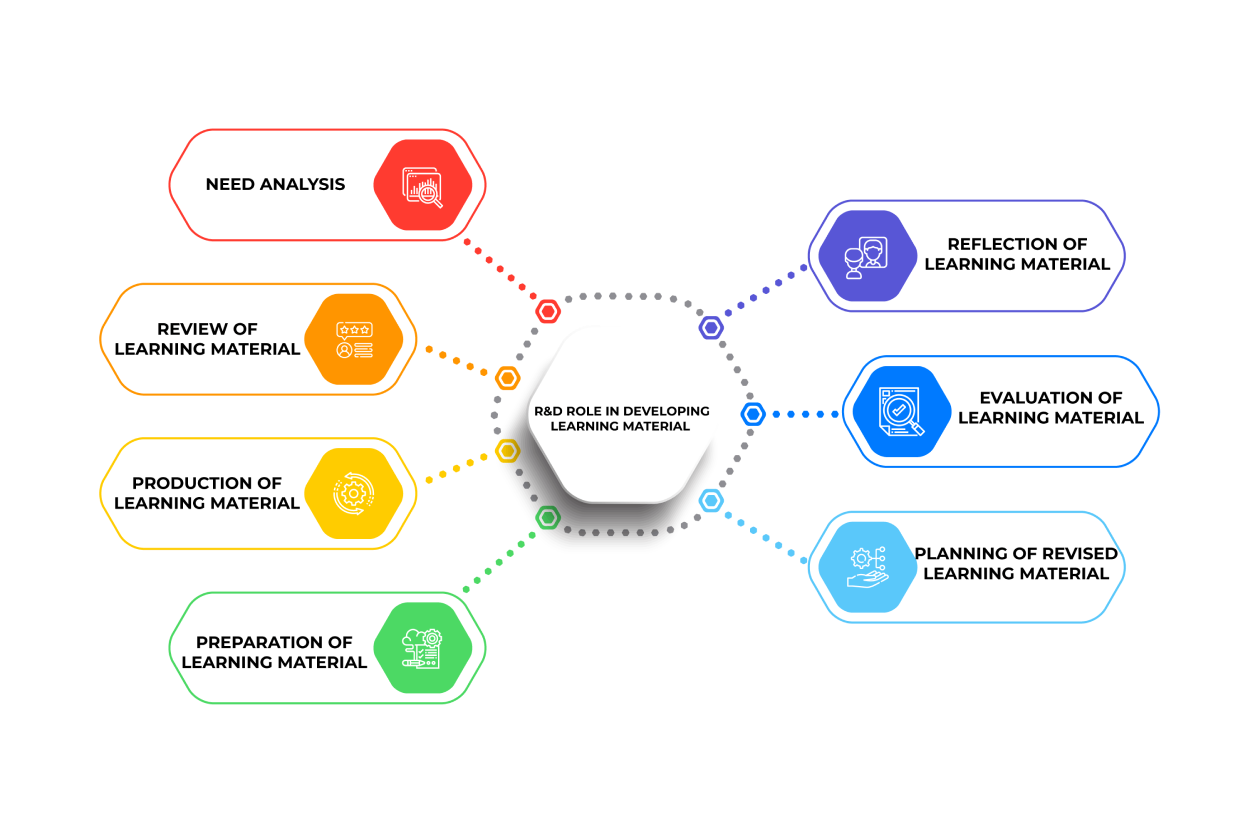 NEED ANALYSIS
REVIEW OF
LEARNING MATERIAL
PRODUCTION OF
LEARNING MATERIAL
PREPARATION OF
LEARNING MATERIAL
R&D ROLE IN DEVELOPING
LEARNING MATERIAL
REFLECTION OF
LEARNING MATERIAL
EVALUATION OF
LEARNING MATERIAL
PLANNING OF REVISED
LEARNING MATERIAL